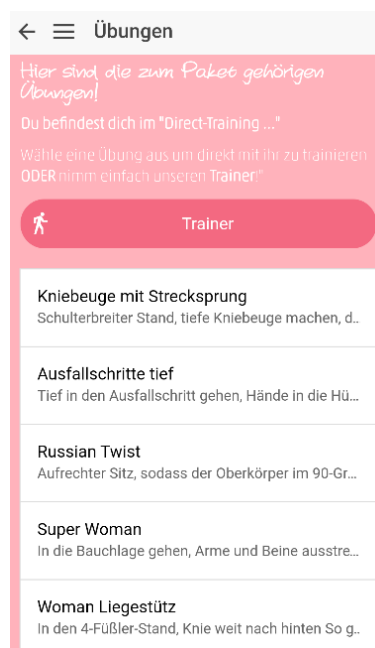 Übungen
Hier sind die zum Paket gehörigen
Übungen!
Du befindest dich im "Direct-Training ..."
Wähle eine Übung aus um direkt mit ihr zu trainieren
ODER nimm einfach unseren Trainer!"
Trainer
Kniebeuge mit Strecksprung
Schulterbreiter Stand, tiefe Kniebeuge machen, d..
Ausfallschritte tief
Tief in den Ausfallschritt gehen, Hände in die Hü...
Russian Twist
Aufrechter Sitz, sodass der Oberkörper im 90-Gr...
Super Woman
In die Bauchlage gehen, Arme und Beine ausstre...
Woman Liegestütz
In den 4-Füßler-Stand, Knie weit nach hinten So g..